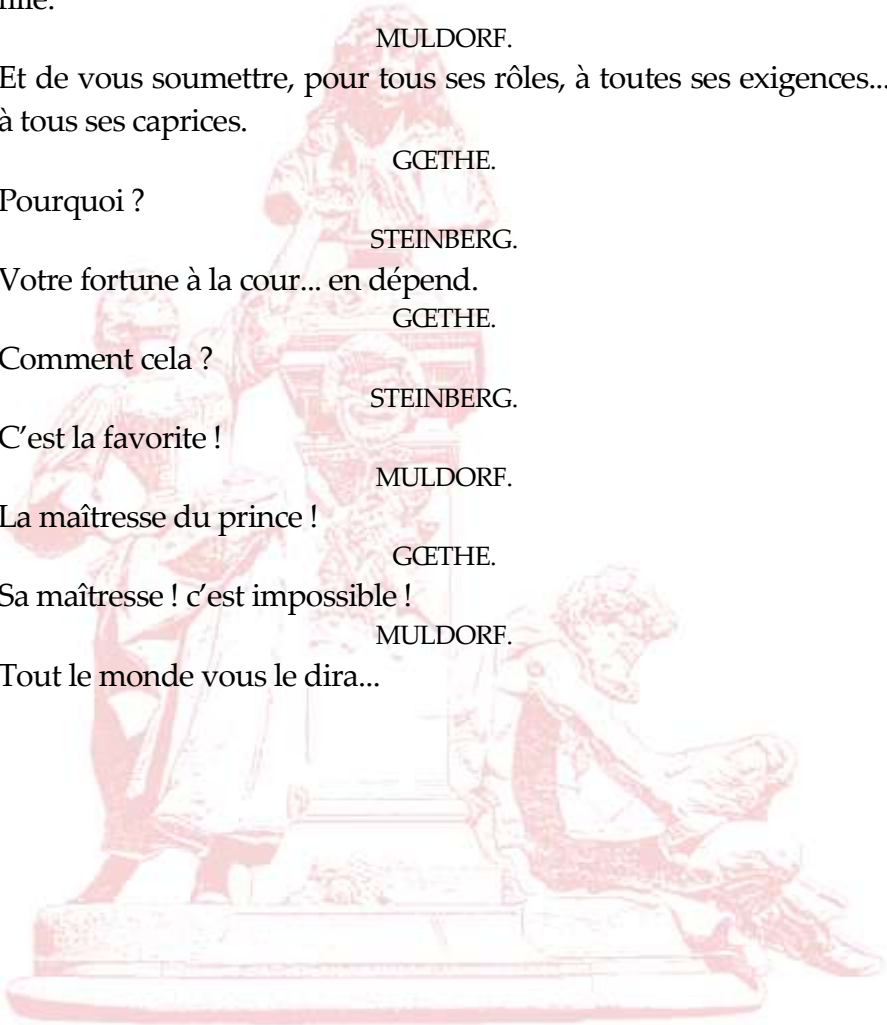 MULDORF.
Et de vous soumettre, pour tous ses rôles, à toutes ses exigences...
à tous ses caprices.
GŒTHE.
Pourquoi ?
STEINBERG.
Votre fortune à la cour... en dépend.
GŒTHE.
Comment cela ?
STEINBERG.
C’est la favorite !
MULDORF.
La maîtresse du prince !
GŒTHE.
Sa maîtresse ! c’est impossible !
MULDORF.
Tout le monde vous le dira...